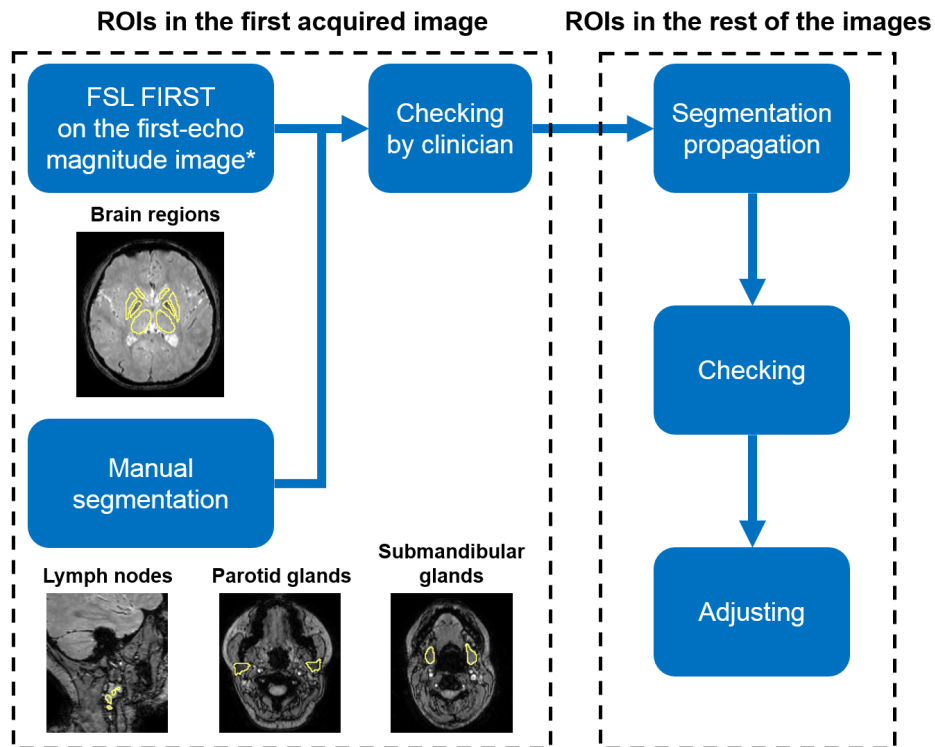 ROIs in the first acquired image
ROIs in the rest of the images
FSL FIRST
on the first-echo
magnitude image*
Checking
by clinician
Segmentation
propagation
Brain regions
Checking
Manual
segmentation
Lymph nodes
Parotid glands
Submandibular
glands
Adjusting